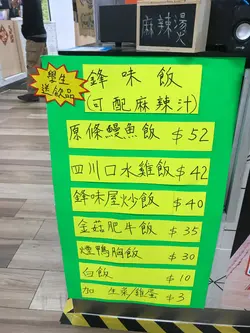 麻辣燙
學生
送飲品
鋒味飯
(可配麻辣汁)
原條鰻魚飯 $52
四川口水雞飯 $42
鋒味屋炒飯 $40
金菇肥牛飯 $35
煙鴨胸飯 $30
白飯 $10
加 生菜/雞蛋 $3